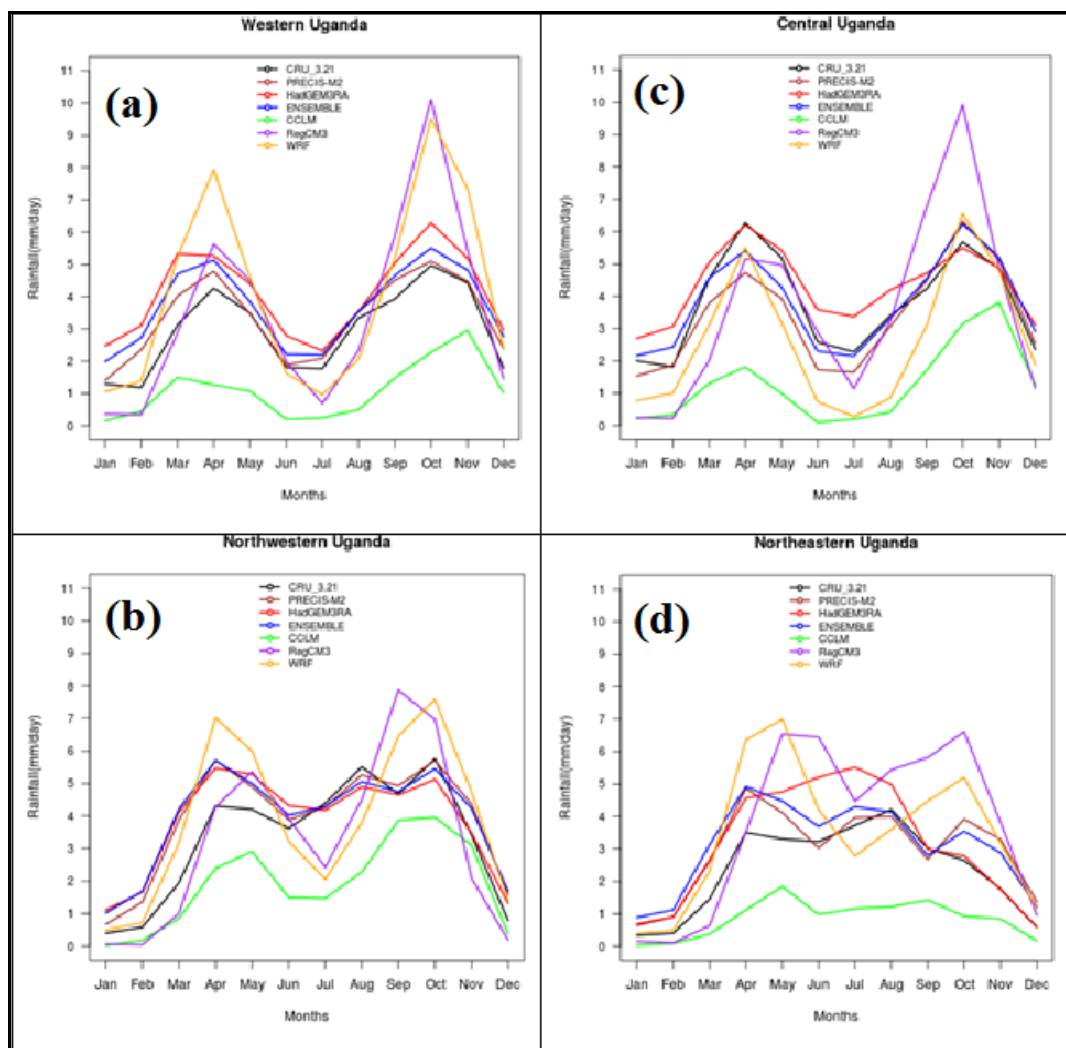 Western Uganda
(a)
CRU_3.21
PRECIS-M2
HadGEM3RA
ENSEMBLE
CCLM
RegCM3
WRF
Rainfall(mm/day)
11
10
9
8
7
6
5
4
3
2
1
0
Jan Feb Mar Apr May Jun Jul Aug Sep Oct Nov Dec
Months
Central Uganda
(c)
CRU_3.21
PRECIS-M2
HadGEM3RA
ENSEMBLE
CCLM
RegCM3
WRF
Rainfall(mm/day)
11
10
9
8
7
6
5
4
3
2
1
0
Jan Feb Mar Apr May Jun Jul Aug Sep Oct Nov Dec
Months
Northwestern Uganda
(b)
CRU_3.21
PRECIS-M2
HadGEM3RA
ENSEMBLE
CCLM
RegCM3
WRF
Rainfall(mm/day)
11
10
9
8
7
6
5
4
3
2
1
0
Jan Feb Mar Apr May Jun Jul Aug Sep Oct Nov Dec
Months
Northeastern Uganda
(d)
CRU_3.21
PRECIS-M2
HadGEM3RA
ENSEMBLE
CCLM
RegCM3
WRF
Rainfall(mm/day)
11
10
9
8
7
6
5
4
3
2
1
0
Jan Feb Mar Apr May Jun Jul Aug Sep Oct Nov Dec
Months